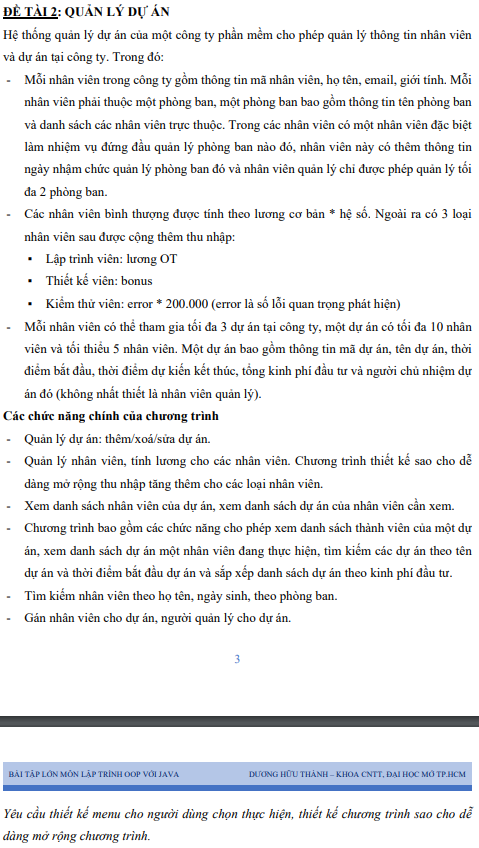 ĐỀ TÀI 2: QUẢN LÝ DỰ ÁN
Hệ thống quản lý dự án của một công ty phần mềm cho phép quản lý thông tin nhân viên
và dự án tại công ty. Trong đó:
- Mỗi nhân viên trong công ty gồm thông tin mã nhân viên, họ tên, email, giới tính. Mỗi
nhân viên phải thuộc một phòng ban, một phòng ban bao gồm thông tin tên phòng ban
và danh sách các nhân viên trực thuộc. Trong các nhân viên có một nhân viên đặc biệt
làm nhiệm vụ đứng đầu quản lý phòng ban nào đó, nhân viên này có thêm thông tin
ngày nhậm chức quản lý phòng ban đó và nhân viên quản lý chỉ được phép quản lý tối
đa 2 phòng ban.
- Các nhân viên bình thượng được tính theo lương cơ bản * hệ số. Ngoài ra có 3 loại
nhân viên sau được cộng thêm thu nhập:
▪ Lập trình viên: lương OT
▪ Thiết kế viên: bonus
▪ Kiểm thử viên: error * 200.000 (error là số lỗi quan trọng phát hiện)
- Mỗi nhân viên có thể tham gia tối đa 3 dự án tại công ty, một dự án có tối đa 10 nhân
viên và tối thiểu 5 nhân viên. Một dự án bao gồm thông tin mã dự án, tên dự án, thời
điểm bắt đầu, thời điểm dự kiến kết thúc, tổng kinh phí đầu tư và người chủ nhiệm dự
án đó (không nhất thiết là nhân viên quản lý).
Các chức năng chính của chương trình
- Quản lý dự án: thêm/xoá/sửa dự án.
- Quản lý nhân viên, tính lương cho các nhân viên. Chương trình thiết kế sao cho dễ
dàng mở rộng thu nhập tăng thêm cho các loại nhân viên.
- Xem danh sách nhân viên của dự án, xem danh sách dự án của nhân viên cần xem.
- Chương trình bao gồm các chức năng cho phép xem danh sách thành viên của một dự
án, xem danh sách dự án một nhân viên đang thực hiện, tìm kiếm các dự án theo tên
dự án và thời điểm bắt đầu dự án và sắp xếp danh sách dự án theo kinh phí đầu tư.
- Tìm kiếm nhân viên theo họ tên, ngày sinh, theo phòng ban.
- Gán nhân viên cho dự án, người quản lý cho dự án.
3
BÀI TẬP LỚN MÔN LẬP TRÌNH OOP VỚI JAVA DƯƠNG HỮU THÀNH – KHOA CNTT, ĐẠI HỌC MỞ TP.HCM
Yêu cầu thiết kế menu cho người dùng chọn thực hiện, thiết kế chương trình sao cho dễ
dàng mở rộng chương trình.